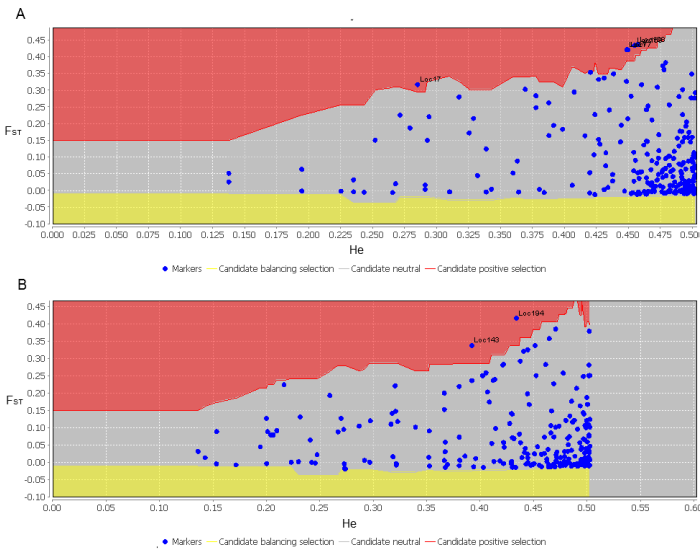 A
0.45
0.40
0.35
0.30
0.25
0.20
0.15
0.10
0.05
0.00
-0.05
-0.10
FST
Loc17
0.000 0.025 0.050 0.075 0.100 0.125 0.150 0.175 0.200 0.225 0.250 0.275 0.300 0.325 0.350 0.375 0.400 0.425 0.450 0.475 0.500
He
Markers Candidate balancing selection Candidate neutral Candidate positive selection
B
0.45
0.40
0.35
0.30
0.25
0.20
0.15
0.10
0.05
0.00
-0.05
-0.10
FST
Loc194
Loc143
0.00 0.05 0.10 0.15 0.20 0.25 0.30 0.35 0.40 0.45 0.50 0.55 0.60
He
Markers Candidate balancing selection Candidate neutral Candidate positive selection